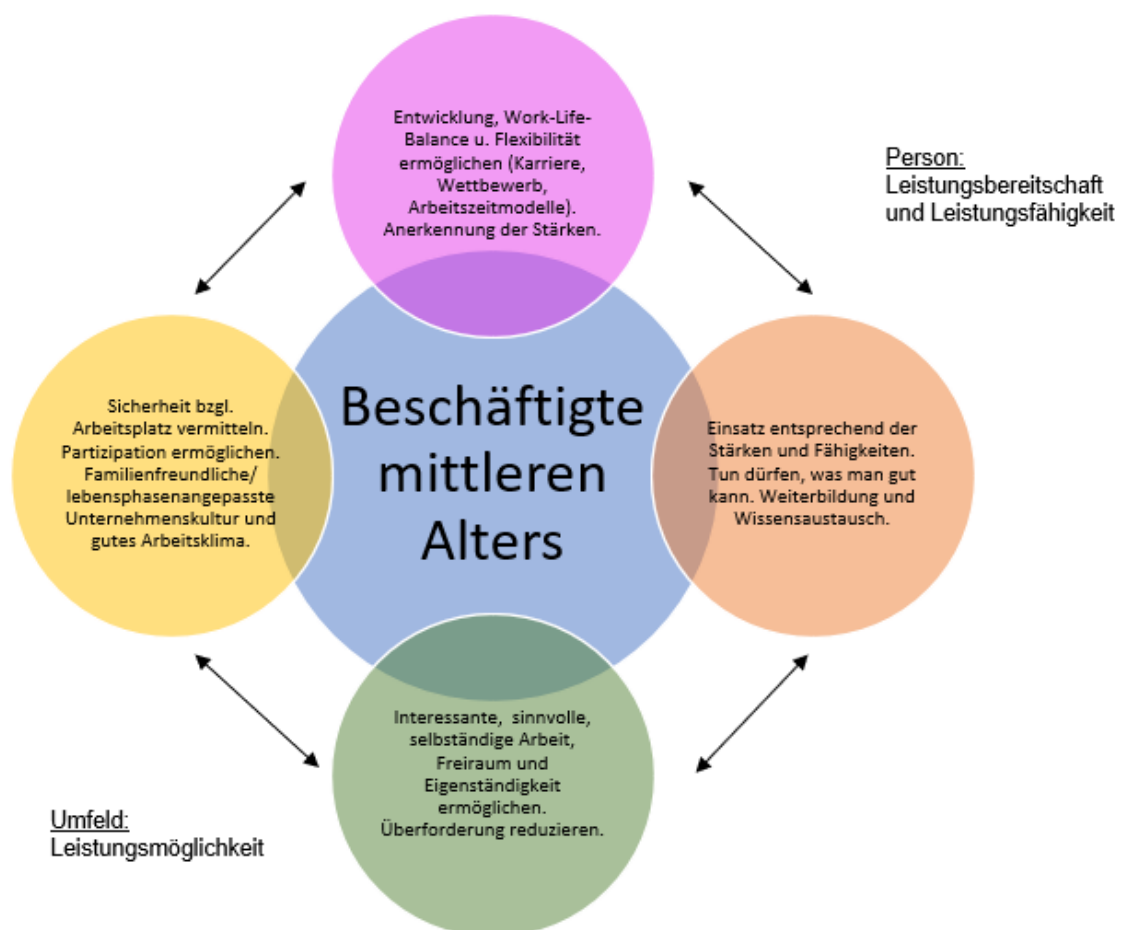 Entwicklung, Work-Life-
Balance u. Flexibilität
ermöglichen (Karriere,
Wettbewerb,
Arbeitszeitmodelle).
Anerkennung der Stärken.
Person:
Leistungsbereitschaft
und Leistungsfähigkeit
Sicherheit bzgl.
Arbeitsplatz vermitteln.
Partizipation ermöglichen.
Familienfreundliche/
lebensphasenangepasste
Unternehmenskultur und
gutes Arbeitsklima.
Beschäftigte
mittleren
Alters
Einsatz entsprechend der
Stärken und Fähigkeiten.
Tun dürfen, was man gut
kann. Weiterbildung und
Wissensaustausch.
Interessante, sinnvolle,
selbständige Arbeit,
Freiraum und
Eigenständigkeit
ermöglichen.
Überforderung reduzieren.
Umfeld:
Leistungsmöglichkeit